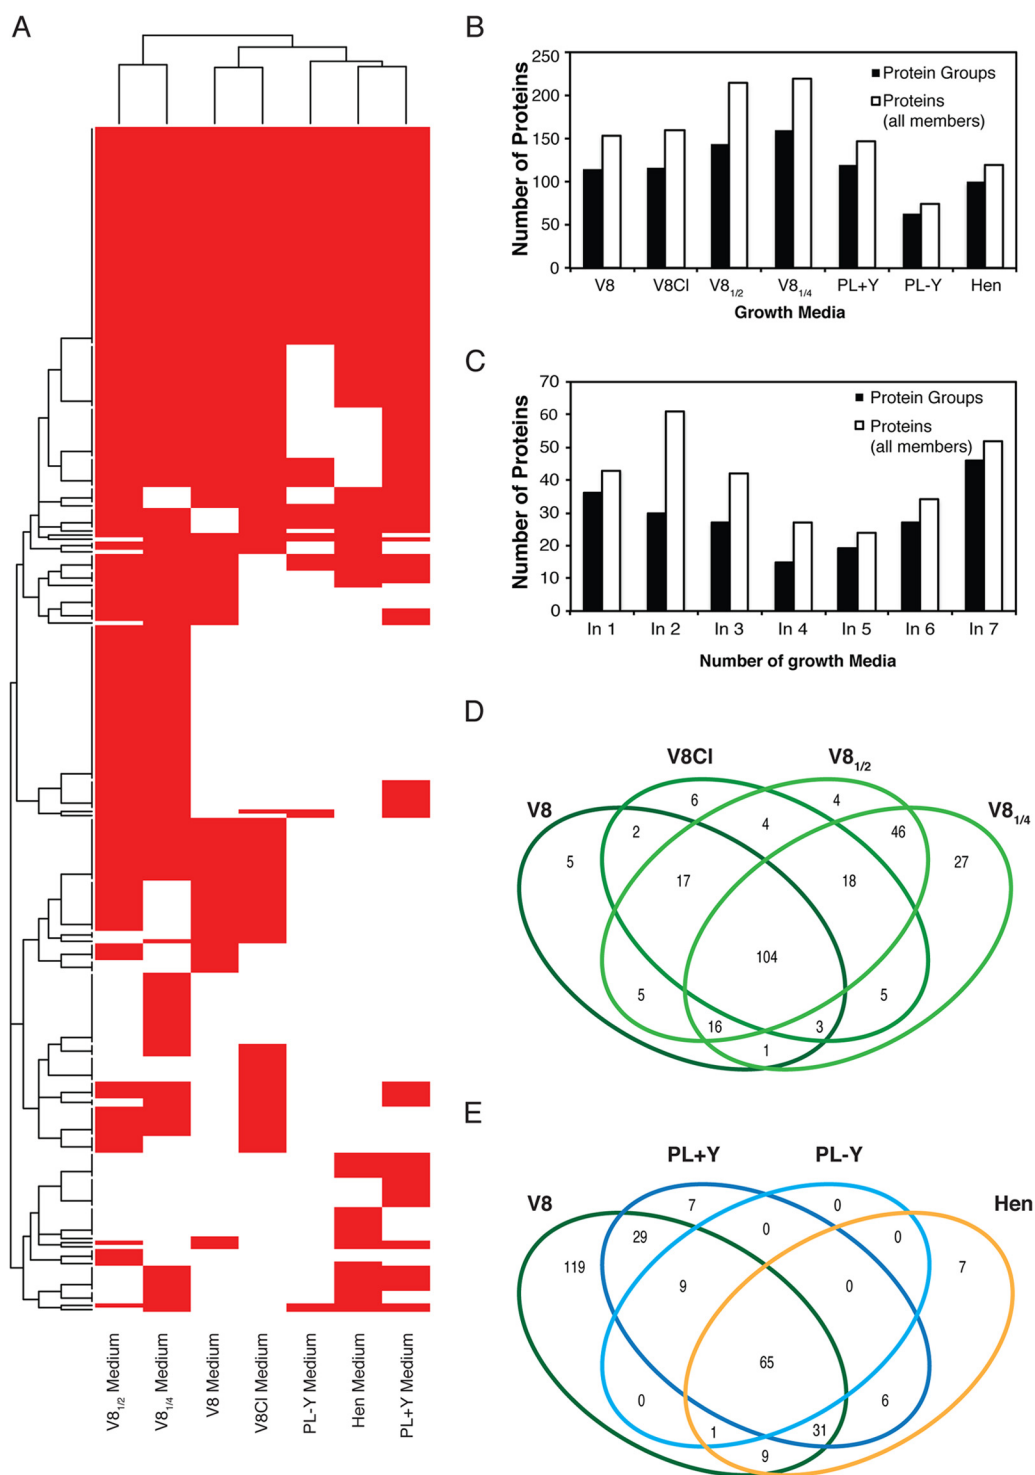 A
V8₁/₂ Medium
V8₁/₄ Medium
V8 Medium
V8Cl Medium
PL-Y Medium
Hen Medium
PL+Y Medium
B
Number of Proteins
250
200
150
100
50
0
Protein Groups
Proteins
(all members)
V8 V8Cl V8₁/₂ V8₁/₄ PL+Y PL-Y Hen
Growth Media
C
Number of Proteins
70
60
50
40
30
20
10
0
Protein Groups
Proteins
(all members)
In 1 In 2 In 3 In 4 In 5 In 6 In 7
Number of growth Media
D
V8Cl V8₁/₂
V8 V8₁/₄
6 4
2 4 46
5 27
17 18
104
5 5
16 3
1
E
PL+Y PL-Y
V8 Hen
7 0
29 0 0
119 7
9 0
65
0 6
1 31
9